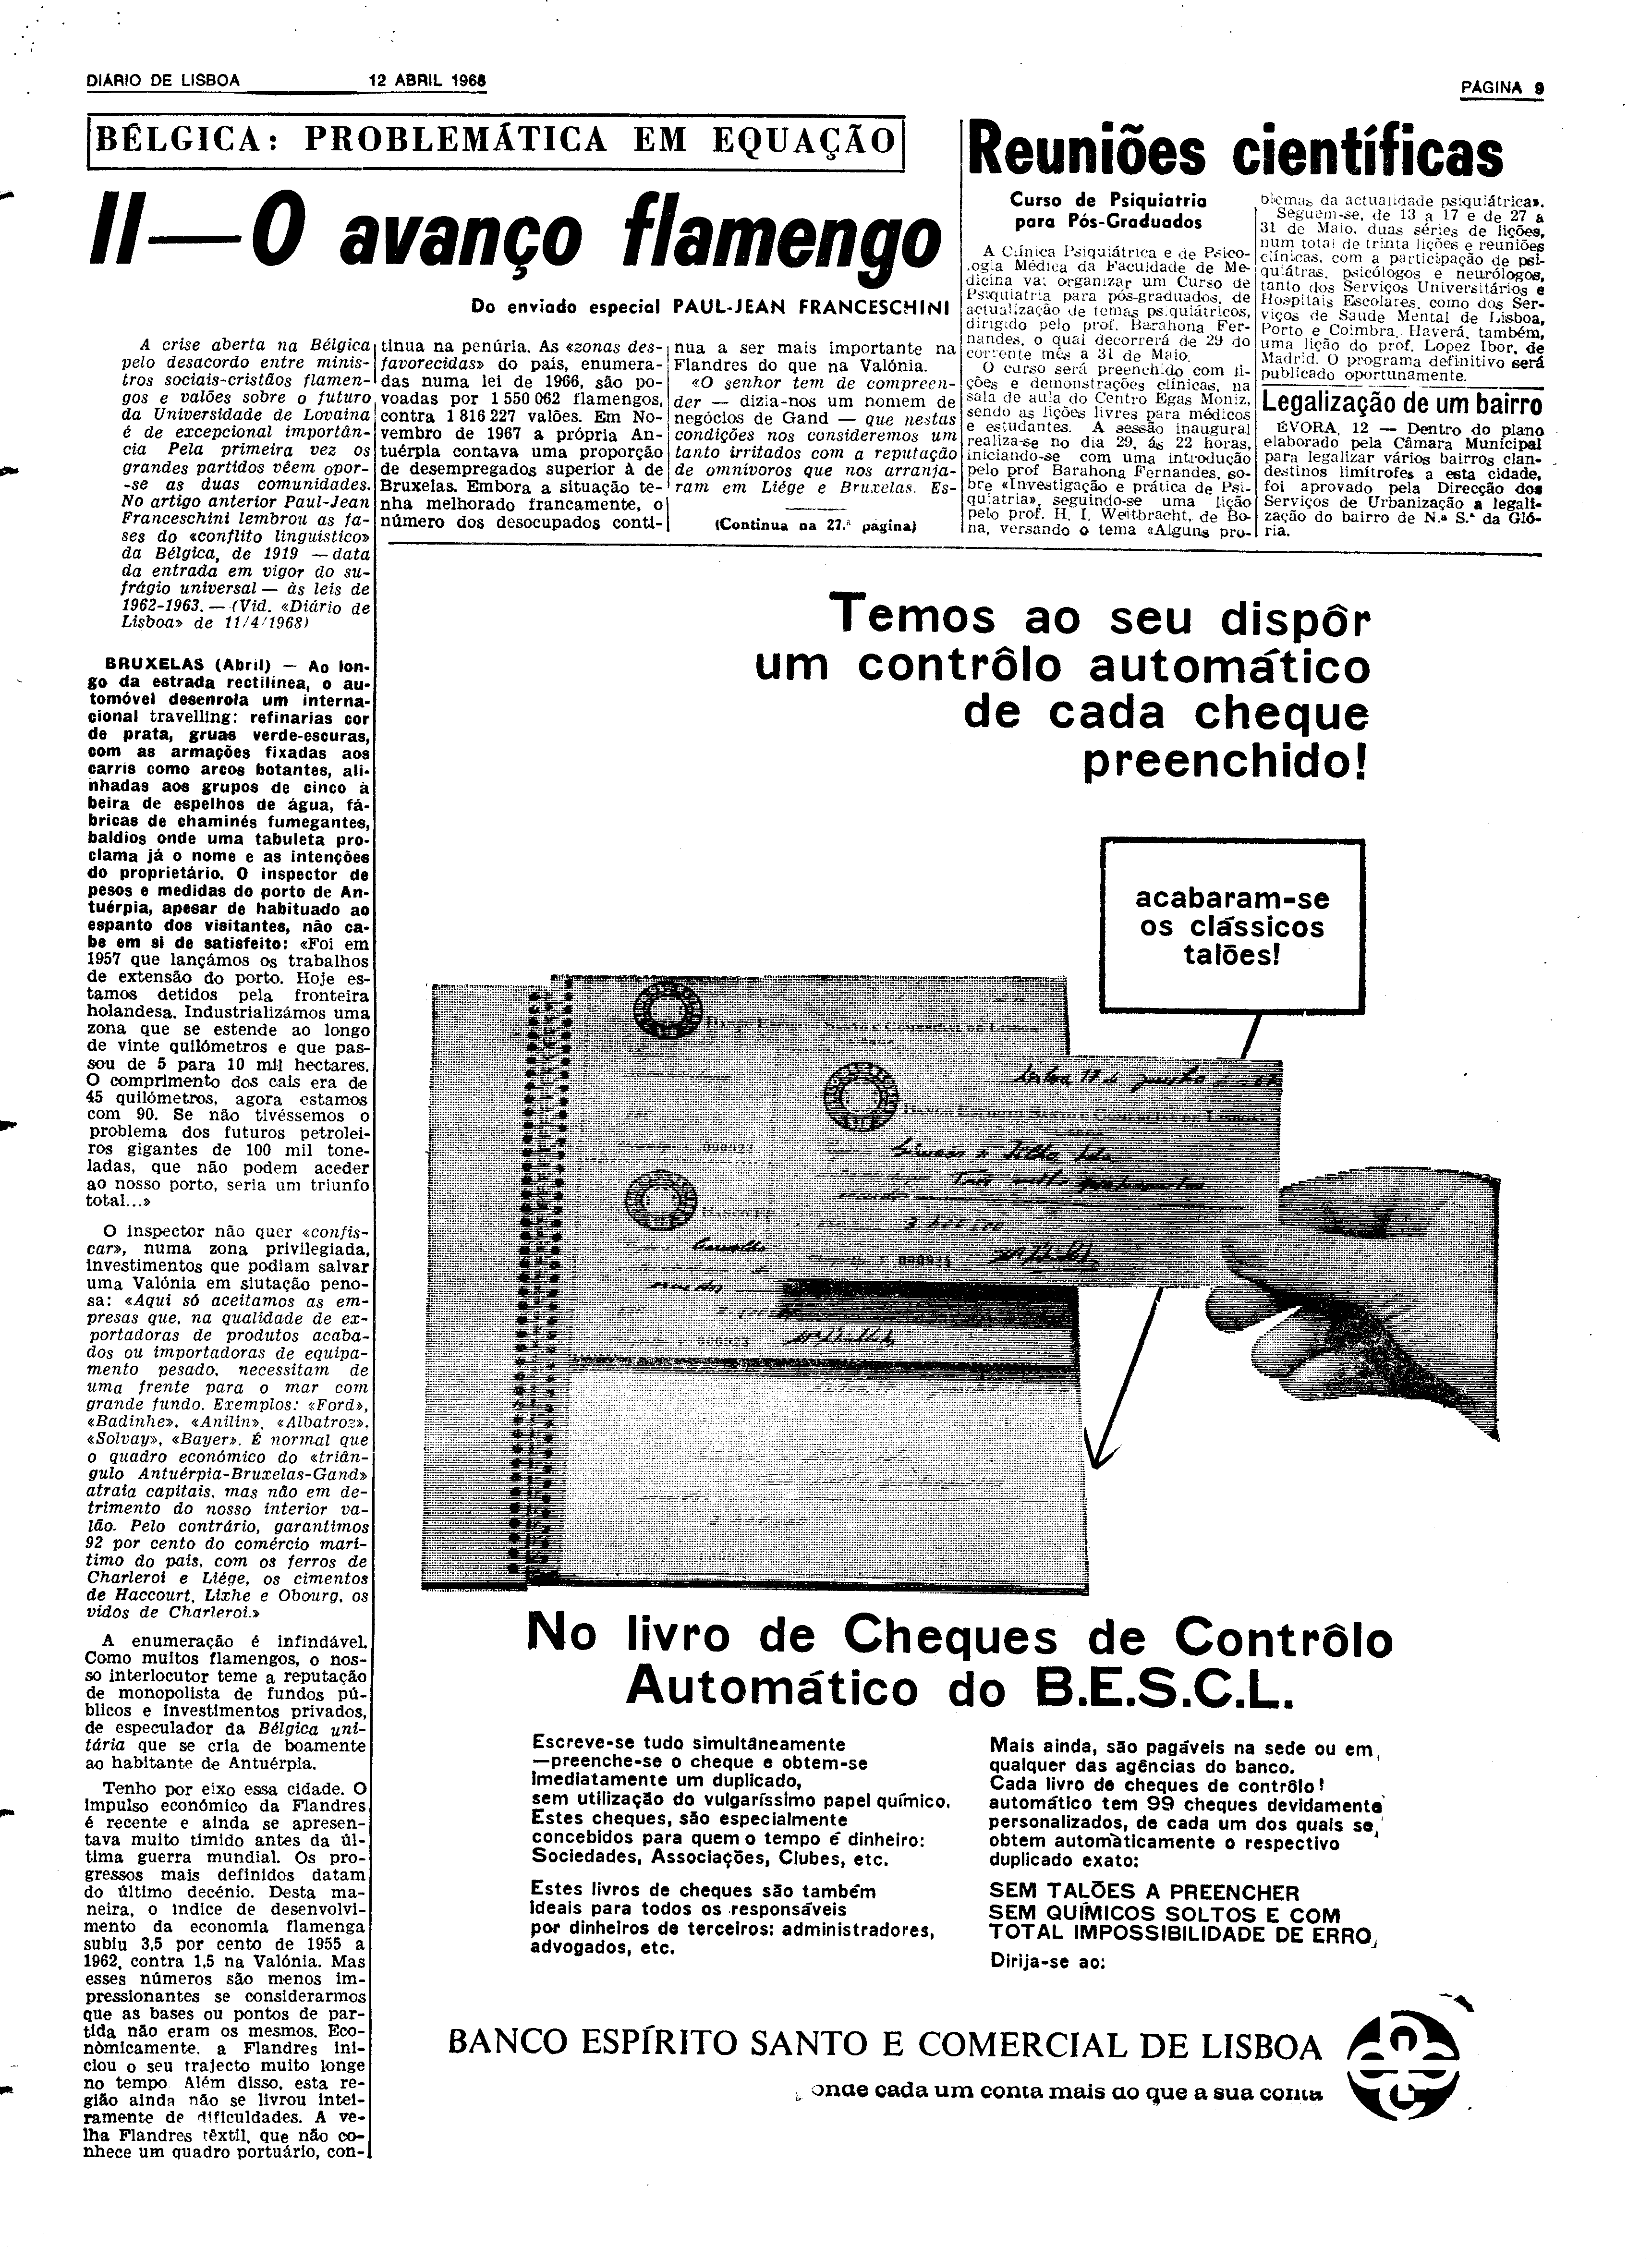 DIÁRIO DE LISBOA
12 ABRIL 1968
PÁGINA 9
BÉLGICA: PROBLEMÁTICA EM EQUAÇÃO
II—O avanço flamengo
Do enviado especial PAUL-JEAN FRANCESCHINI
A crise aberta na Bélgica
pelo desacordo entre minis-
tros sociais-cristãos flamen-
gos e valões sobre o futuro
da Universidade de Lovaina
é de excepcional importân-
cia Pela primeira vez os
grandes partidos vêem opor-
-se as duas comunidades.
No artigo anterior Paul-Jean
Franceschini lembrou as fa-
ses do «conflito linguístico»
da Bélgica, de 1919 — data
da entrada em vigor do su-
frágio universal — às leis de
1962-1963. — (Vid. «Diário de
Lisboa» de 11/4/1968)
BRUXELAS (Abril) — Ao lon-
go da estrada rectilínea, o au-
tomóvel desenrola um interna-
cional travelling: refinarias cor
de prata, gruas verde-escuras,
com as armações fixadas aos
carris como arcos botantes, ali-
nhadas aos grupos de cinco à
beira de espelhos de água, fá-
bricas de chaminés fumegantes,
baldios onde uma tabuleta pro-
clama já o nome e as intenções
do proprietário. O inspector de
pesos e medidas do porto de An-
tuérpia, apesar de habituado ao
espanto dos visitantes, não ca-
be em si de satisfeito: «Foi em
1957 que lançámos os trabalhos
de extensão do porto. Hoje es-
tamos detidos pela fronteira
holandesa. Industrializámos uma
zona que se estende ao longo
de vinte quilómetros e que pas-
sou de 5 para 10 mil hectares.
O comprimento dos cais era de
45 quilómetros, agora estamos
com 90. Se não tivéssemos o
problema dos futuros petrolei-
ros gigantes de 100 mil tone-
ladas, que não podem aceder
ao nosso porto, seria um triunfo
total...»
O inspector não quer «confis-
car», numa zona privilegiada,
investimentos que podiam salvar
uma Valónia em slutação peno-
sa: «Aqui só aceitamos as em-
presas que, na qualidade de ex-
portadoras de produtos acaba-
dos ou importadoras de equipa-
mento pesado, necessitam de
uma frente para o mar com
grande fundo. Exemplos: «Ford»,
«Badinhe», «Anilin», «Albatroz»,
«Solvay», «Bayer». É normal que
o quadro económico do «triân-
gulo Antuérpia-Bruxelas-Gand»
atraia capitais, mas não em de-
trimento do nosso interior va-
lão. Pelo contrário, garantimos
92 por cento do comércio marí-
timo do país, com os ferros de
Charleroi e Liége, os cimentos
de Haccourt, Lixhe e Obourg, os
vidos de Charleroi.»
A enumeração é infindável.
Como muitos flamengos, o nos-
so interlocutor teme a reputação
de monopolista de fundos pú-
blicos e investimentos privados,
de especulador da Bélgica uni-
tária que se cria de boamente
ao habitante de Antuérpia.
Tenho por eixo essa cidade. O
impulso económico da Flandres
é recente e ainda se apresen-
tava muito tímido antes da úl-
tima guerra mundial. Os pro-
gressos mais definidos datam
do último decénio. Desta ma-
neira, o índice de desenvolvi-
mento da economia flamenga
subiu 3,5 por cento de 1955 a
1962, contra 1,5 na Valónia. Mas
esses números são menos im-
pressionantes se considerarmos
que as bases ou pontos de par-
tida não eram os mesmos. Eco-
nòmicamente, a Flandres ini-
clou o seu trajecto muito longe
no tempo. Além disso, esta re-
gião ainda não se livrou intei-
ramente de dificuldades. A ve-
lha Flandres têxtil, que não co-
nhece um quadro portuário, con-
tinua na penúria. As «zonas des-
favorecidas» do país, enumera-
das numa lei de 1966, são po-
voadas por 1 550 062 flamengos,
contra 1 816 227 valões. Em No-
vembro de 1967 a própria An-
tuérpia contava uma proporção
de desempregados superior à de
Bruxelas. Embora a situação te-
nha melhorado francamente, o
número dos desocupados conti-
nua a ser mais importante na
Flandres do que na Valónia.
«O senhor tem de compreen-
der — dizia-nos um nomem de
negócios de Gand — que nestas
condições nos consideremos um
tanto irritados com a reputação
de omnívoros que nos arranja-
ram em Liége e Bruxelas. Es-
(Continua na 27.ª página)
Reuniões científicas
Curso de Psiquiatria
para Pós-Graduados
A Clínica Psiquiátrica e de Psico-
logia Médica da Faculdade de Me-
dicina vai organizar um Curso de
Psiquiatria para pós-graduados, de
actualização de temas psiquiátricos,
dirigido pelo prof. Barahona Fer-
nandes, o qual decorrerá de 29 do
corrente mês a 31 de Maio.
O curso será preenchido com li-
ções e demonstrações clínicas, na
sala de aula do Centro Egas Moniz,
sendo as lições livres para médicos
e estudantes. A sessão inaugural
realiza-se no dia 29, às 22 horas,
iniciando-se com uma introdução
pelo prof Barahona Fernandes, so-
bre «Investigação e prática de Psi-
quiatria», seguindo-se uma lição
pelo prof. H. I. Weitbracht, de Bo-
na, versando o tema «Alguns pro-
blemas da actualidade psiquiátrica».
Seguem-se, de 13 a 17 e de 27 a
31 de Maio, duas séries de lições,
num total de trinta lições e reuniões
clínicas, com a participação de psi-
quiátras, psicólogos e neurólogos,
tanto dos Serviços Universitários e
Hospitais Escolares, como dos Ser-
viços de Saude Mental de Lisboa,
Porto e Coimbra. Haverá, também,
uma lição do prof. Lopez Ibor, de
Madrid. O programa definitivo será
publicado oportunamente.
Legalização de um bairro
ÉVORA, 12 — Dentro do plano
elaborado pela Câmara Municipal
para legalizar vários bairros clan-
destinos limítrofes a esta cidade,
foi aprovado pela Direcção dos
Serviços de Urbanização a legali-
zação do bairro de N.ª S.ª da Gló-
ria.
Temos ao seu dispôr
um contrôlo automático
de cada cheque
preenchido!
acabaram-se
os clássicos
talões!
BANCO ESPIRITO SANTO E COMERCIAL DE LISBOA
000923
000924
000923
No livro de Cheques de Contrôlo
Automático do B.E.S.C.L.
Escreve-se tudo simultâneamente
—preenche-se o cheque e obtem-se
imediatamente um duplicado,
sem utilização do vulgaríssimo papel químico.
Estes cheques, são especialmente
concebidos para quem o tempo é dinheiro:
Sociedades, Associações, Clubes, etc.
Estes livros de cheques são também
ideais para todos os responsáveis
por dinheiros de terceiros: administradores,
advogados, etc.
Mais ainda, são pagáveis na sede ou em
qualquer das agências do banco.
Cada livro de cheques de contrôlo!
automático tem 99 cheques devidamente
personalizados, de cada um dos quais se
obtem automàticamente o respectivo
duplicado exato:
SEM TALÕES A PREENCHER
SEM QUÍMICOS SOLTOS E COM
TOTAL IMPOSSIBILIDADE DE ERRO
Dirija-se ao:
BANCO ESPÍRITO SANTO E COMERCIAL DE LISBOA
onde cada um conta mais do que a sua conta